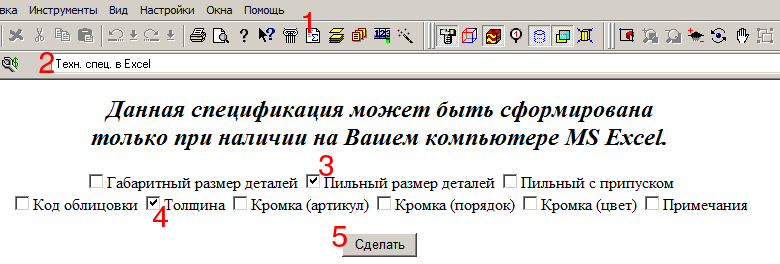 вка Инструменты Вид Настройки Окна Помощь
1
123
2 Техн. спец. в Excel
Данная спецификация может быть сформирована
только при наличии на Вашем компьютере MS Excel.
3
Габаритный размер деталей Пильный размер деталей Пильный с припуском
Код облицовки Толщина Кромка (артикул) Кромка (порядок) Кромка (цвет) Примечания
4
5 Сделать